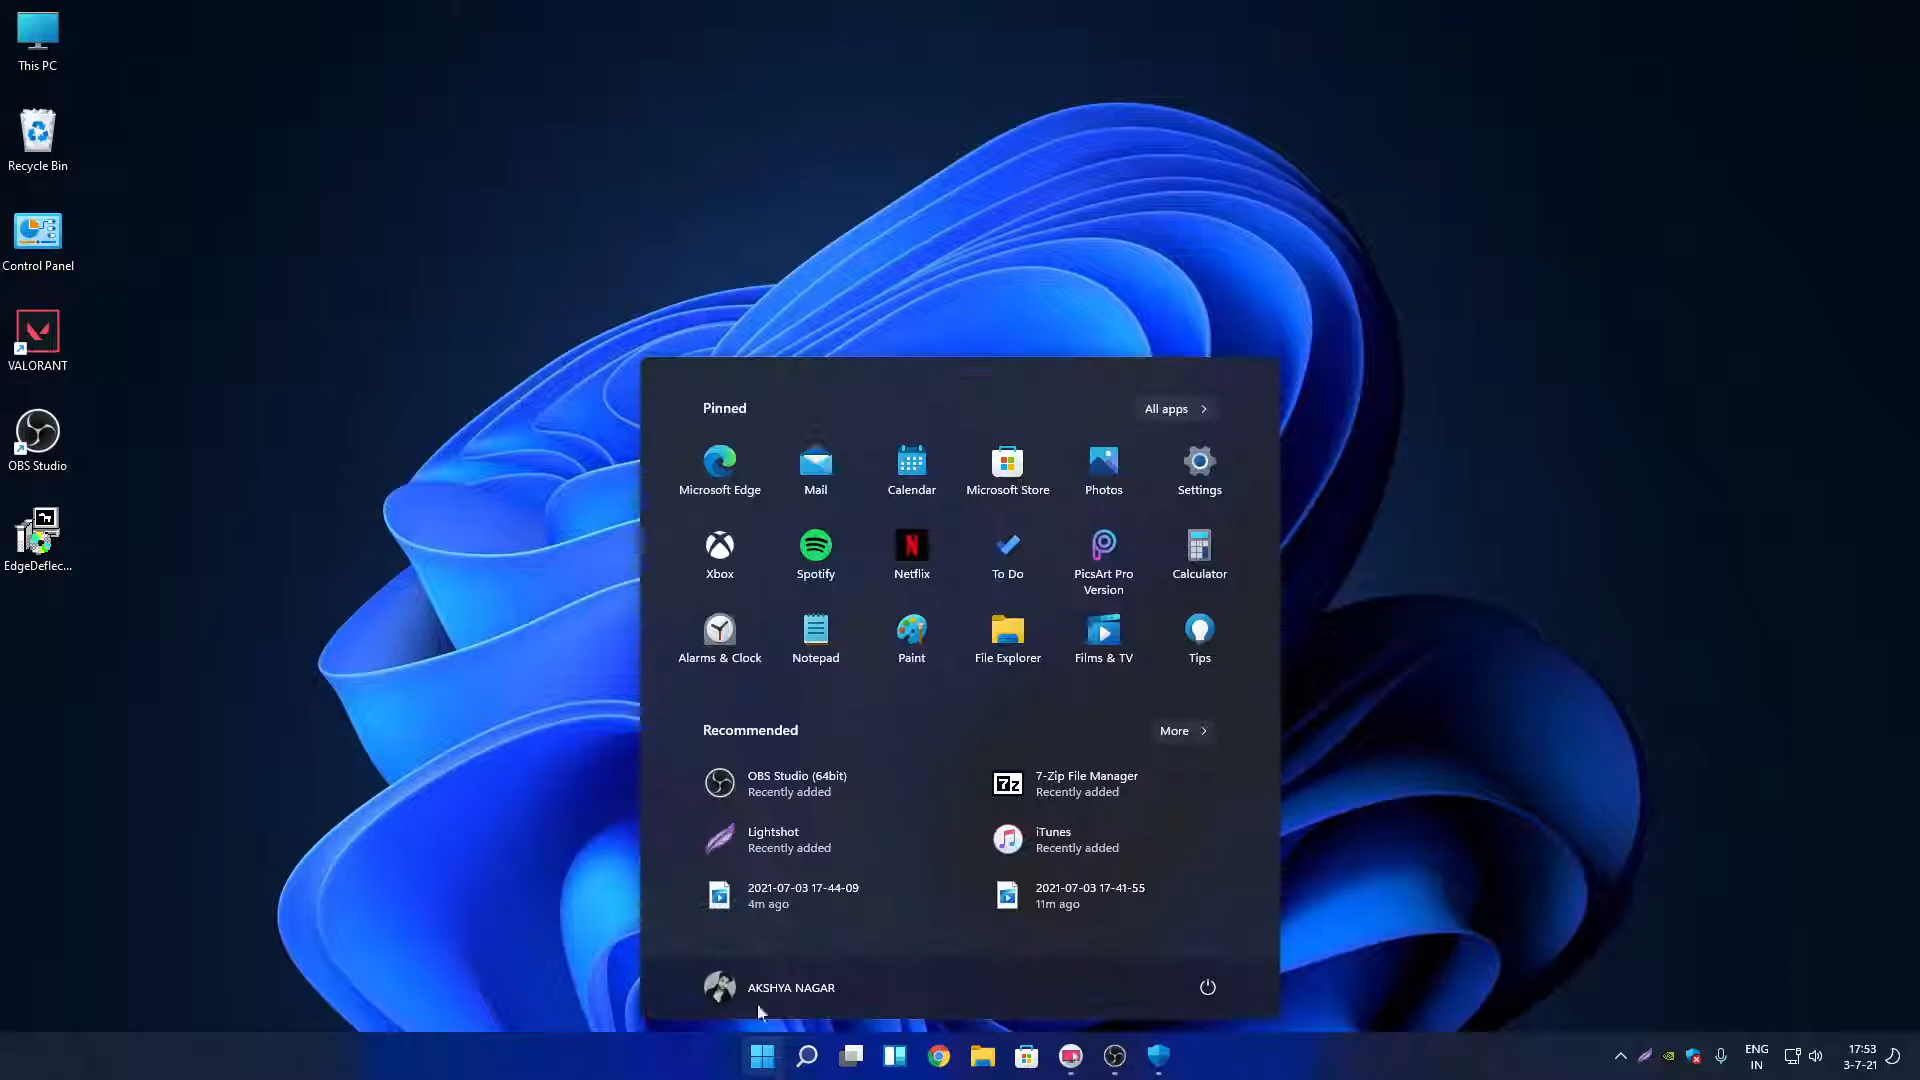 This PC
Recycle Bin
Control Panel
VALORANT
OBS Studio
EdgeDeflec...
Pinned
All apps
Microsoft Edge
Mail
Calendar
Microsoft Store
Photos
Settings
Xbox
Spotify
Netflix
To Do
PicsArt Pro
Version
Calculator
Alarms & Clock
Notepad
Paint
File Explorer
Films & TV
Tips
Recommended
More
OBS Studio (64bit)
Recently added
7z
7-Zip File Manager
Recently added
Lightshot
Recently added
iTunes
Recently added
2021-07-03 17-44-09
4m ago
2021-07-03 17-41-55
11m ago
AKSHYA NAGAR
ENG
IN
17:53
3-7-21